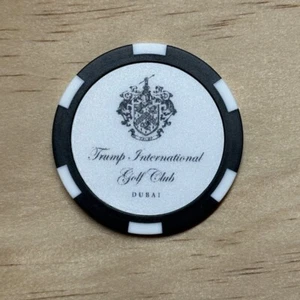 Trump International
Golf Club
DUBAI